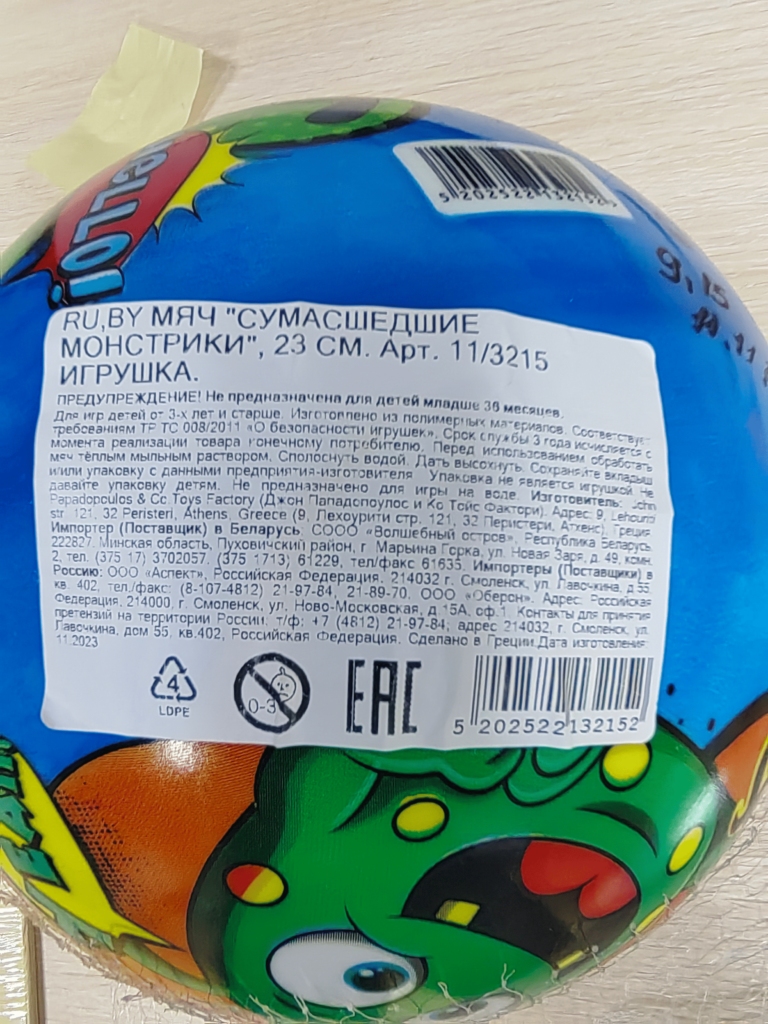 HELLO!
5 202522 132152
9,15
RU,BY МЯЧ "СУМАСШЕДШИЕ
МОНСТРИКИ", 23 СМ. Арт. 11/3215
ИГРУШКА.
ПРЕДУПРЕЖДЕНИЕ! Не предназначена для детей младше 36 месяцев.
Для игр детей от 3-х лет и старше. Изготовлено из полимерных материалов. Соответствует
требованиям ТР ТС 008/2011 «О безопасности игрушек». Срок службы 3 года исчисляется с
момента реализации товара конечному потребителю. Перед использованием обработать
мяч тёплым мыльным раствором. Сполоснуть водой. Дать высохнуть. Сохраняйте вкладыш
и/или упаковку с данными предприятия-изготовителя Упаковка не является игрушкой. Не
давайте упаковку детям. Не предназначено для игры на воде. Изготовитель: John
Papadopoulos & Co Toys Factory (Джон Пападопоулос и Ко Тойс Фактори). Адрес: 9, Lehouriti
str. 121, 32 Peristeri, Athens, Greece (9, Лехоурити стр. 121, 32 Перистери, Атхенс), Греция
Импортер (Поставщик) в Беларусь: СООО «Волшебный остров», Республика Беларусь,
222827, Минская область, Пуховичский район, г. Марьина Горка, ул. Новая Заря, д. 49, комн.
2, тел. (375 17) 3702057, (375 1713) 61229, тел/факс 61635. Импортеры (Поставщики) в
Россию: ООО «Аспект», Российская Федерация, 214032 г. Смоленск, ул. Лавочкина, д.55,
кв. 402, тел./факс: (8-107-4812) 21-97-84, 21-89-70. ООО «Оберон». Адрес: Российская
Федерация, 214000, г. Смоленск, ул. Ново-Московская, д 15А, оф.1. Контакты для принятия
претензий на территории России: т/ф: +7 (4812) 21-97-84; адрес 214032, г. Смоленск, ул.
Лавочкина, дом 55, кв.402, Российская Федерация. Сделано в Греции.Дата изготовления:
11.2023
4
LDPE
0-3
EAC
5 202522 132152